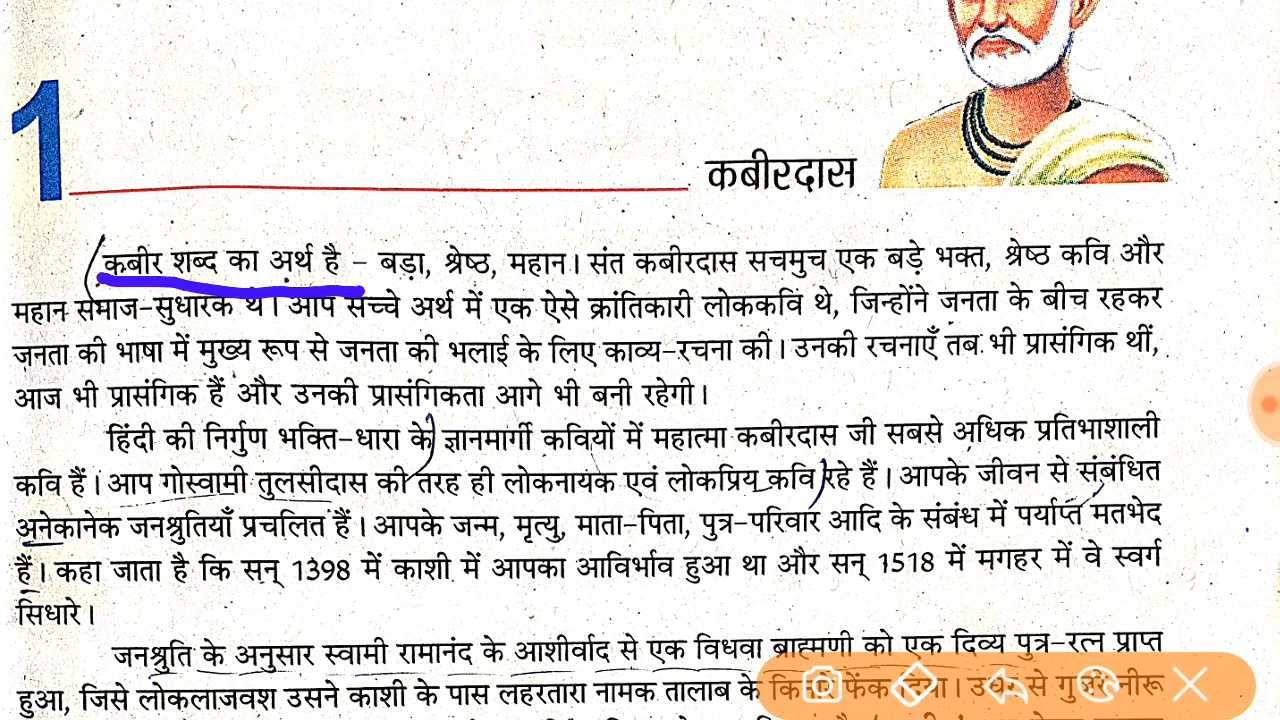 1
कबीरदास
कबीर शब्द का अर्थ है – बड़ा, श्रेष्ठ, महान। संत कबीरदास सचमुच एक बड़े भक्त, श्रेष्ठ कवि और
महान समाज-सुधारक थे। आप सच्चे अर्थ में एक ऐसे क्रांतिकारी लोककवि थे, जिन्होंने जनता के बीच रहकर
जनता की भाषा में मुख्य रूप से जनता की भलाई के लिए काव्य-रचना की। उनकी रचनाएँ तब भी प्रासंगिक थीं,
आज भी प्रासंगिक हैं और उनकी प्रासंगिकता आगे भी बनी रहेगी।
हिंदी की निर्गुण भक्ति-धारा के ज्ञानमार्गी कवियों में महात्मा कबीरदास जी सबसे अधिक प्रतिभाशाली
कवि हैं। आप गोस्वामी तुलसीदास की तरह ही लोकनायक एवं लोकप्रिय कवि रहे हैं। आपके जीवन से संबंधित
अनेकानेक जनश्रुतियाँ प्रचलित हैं। आपके जन्म, मृत्यु, माता-पिता, पुत्र-परिवार आदि के संबंध में पर्याप्त मतभेद
हैं। कहा जाता है कि सन् 1398 में काशी में आपका आविर्भाव हुआ था और सन् 1518 में मगहर में वे स्वर्ग
सिधारे।
जनश्रुति के अनुसार स्वामी रामानंद के आशीर्वाद से एक विधवा ब्राह्मणी को एक दिव्य पुत्र-रत्न प्राप्त
हुआ, जिसे लोकलाजवश उसने काशी के पास लहरतारा नामक तालाब के फेंक दिया। से नीरू